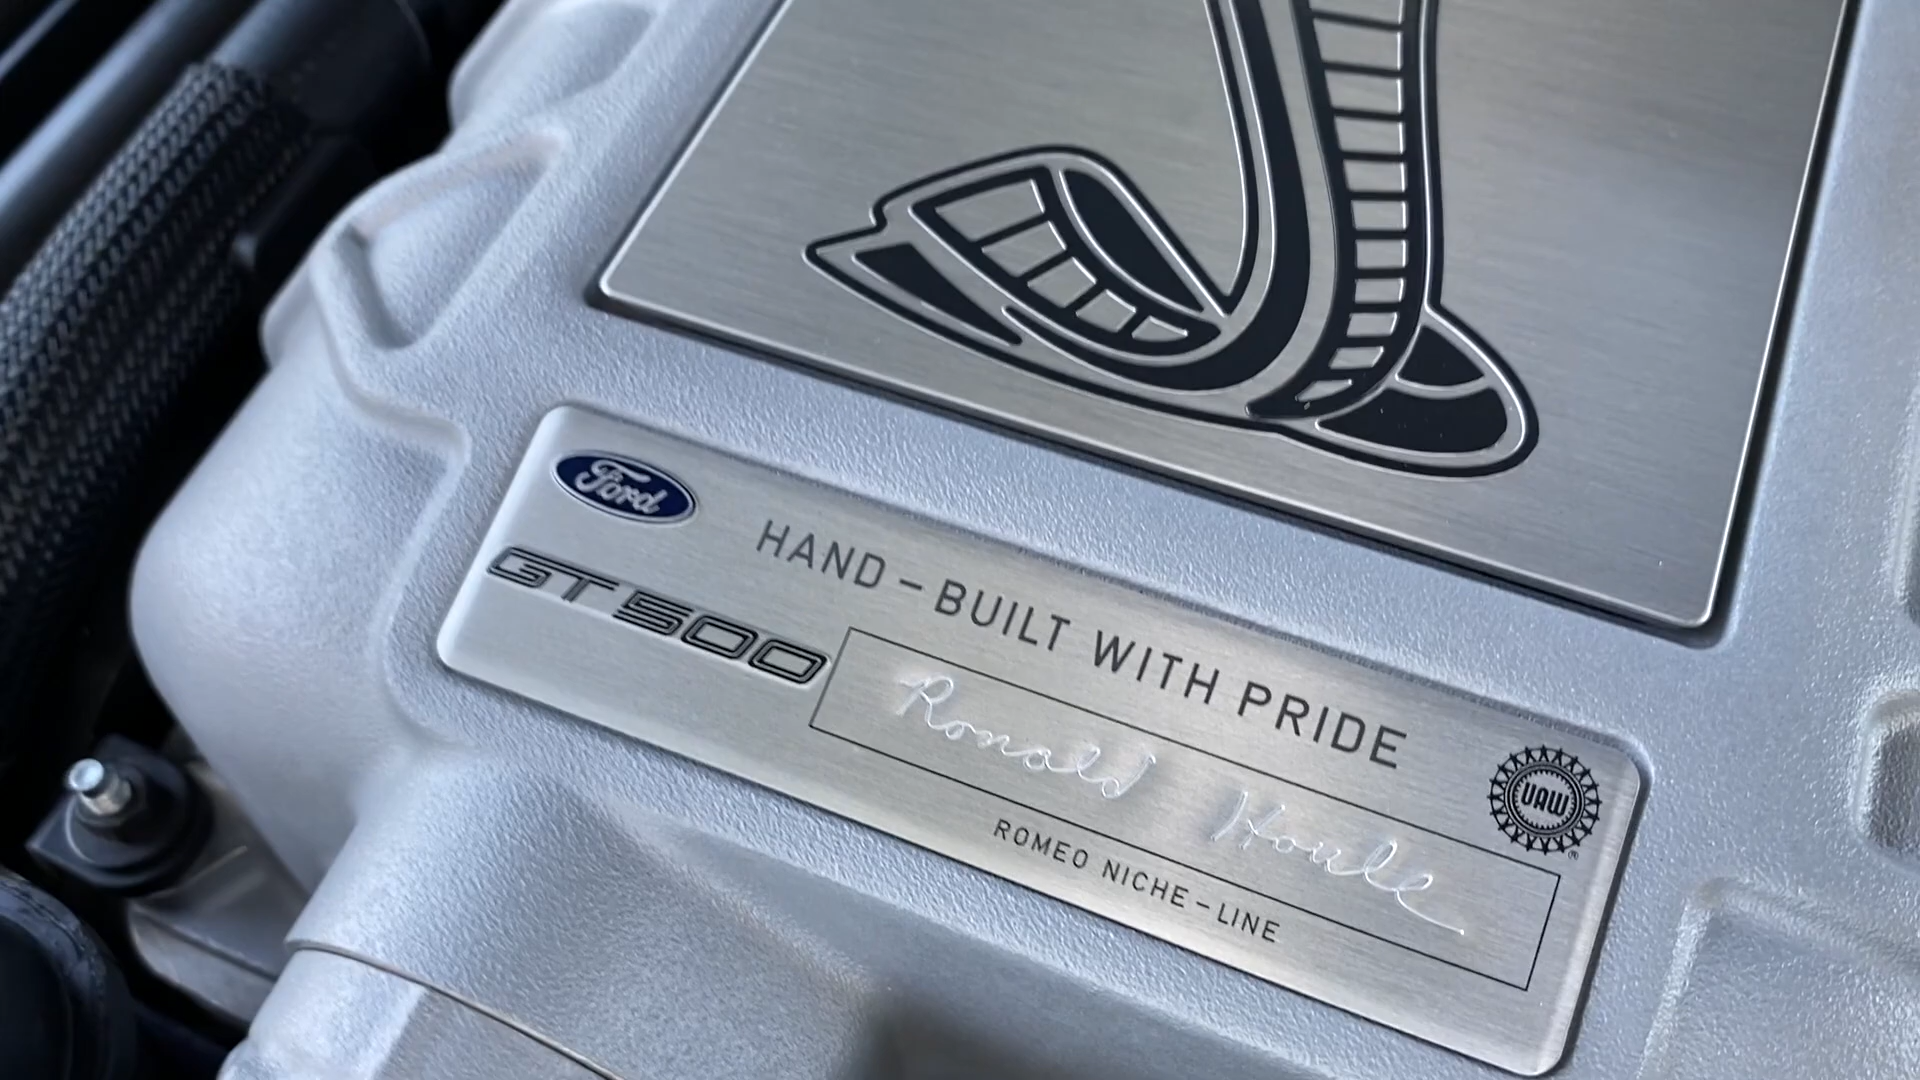 Ford
HAND-BUILT WITH PRIDE
GT500
Ronald Houle
UAW
®
ROMEO NICHE-LINE